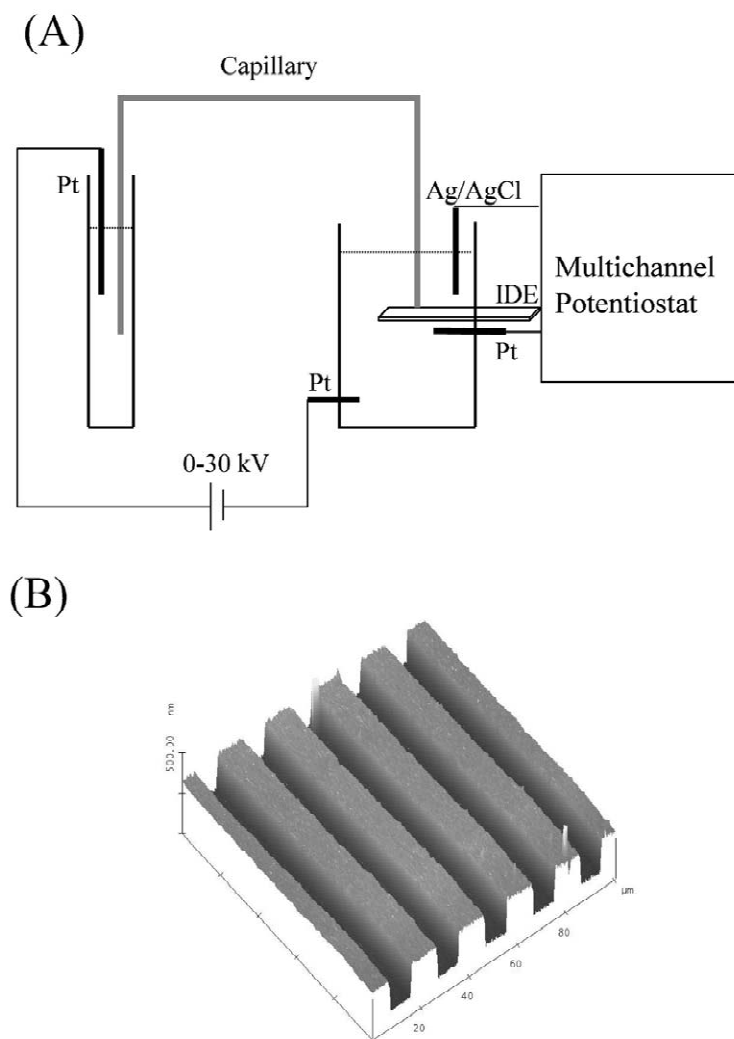 (A)
Capillary
Pt
Ag/AgCl
Multichannel
Potentiostat
IDE
Pt
Pt
0-30 kV
(B)
nm
500.00
μm
80
60
40
20